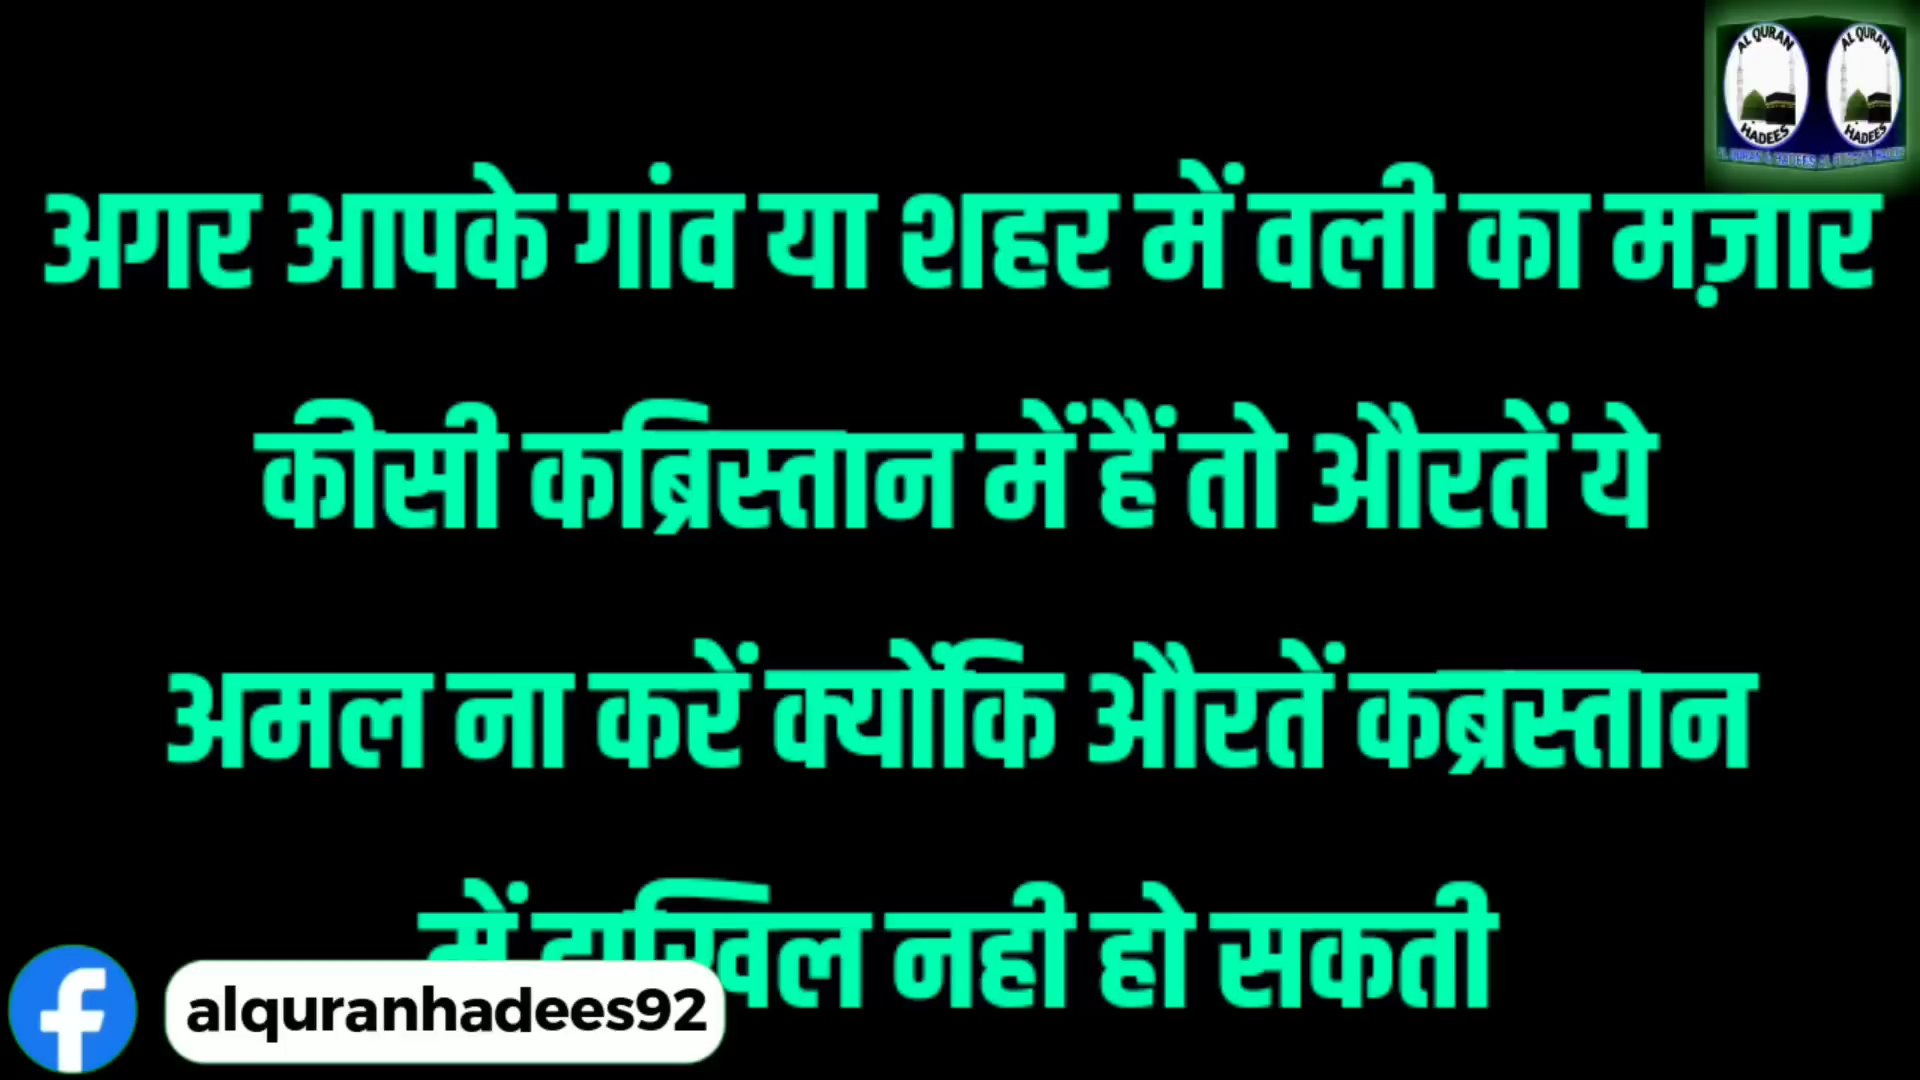 AL QURAN
HADEES
AL QURAN
HADEES
अगर आपके गांव या शहर में वली का मज़ार
कीसी कब्रिस्तान में हैं तो औरतें ये
अमल ना करें क्योंकि औरतें कब्रस्तान
में दाखिल नही हो सकती
alquranhadees92